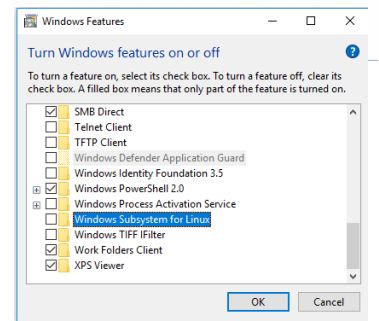 Windows Features
Turn Windows features on or off
To turn a feature on, select its check box. To turn a feature off, clear its
check box. A filled box means that only part of the feature is turned on.
SMB Direct
Telnet Client
TFTP Client
Windows Defender Application Guard
Windows Identity Foundation 3.5
Windows PowerShell 2.0
Windows Process Activation Service
Windows Subsystem for Linux
Windows TIFF IFilter
Work Folders Client
XPS Viewer
OK Cancel